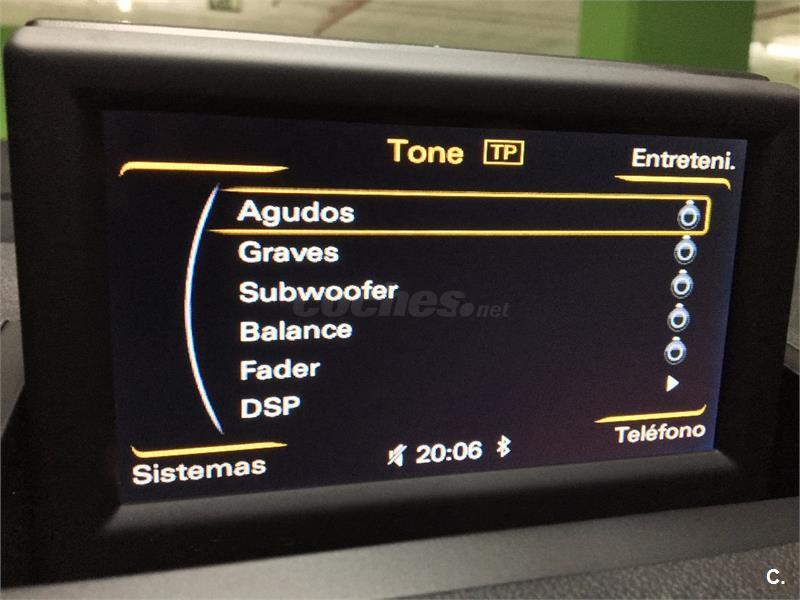 Tone TP
Entreteni.
Agudos
Graves
Subwoofer
coches.net
Balance
Fader
DSP
Teléfono
Sistemas
20:06
C.